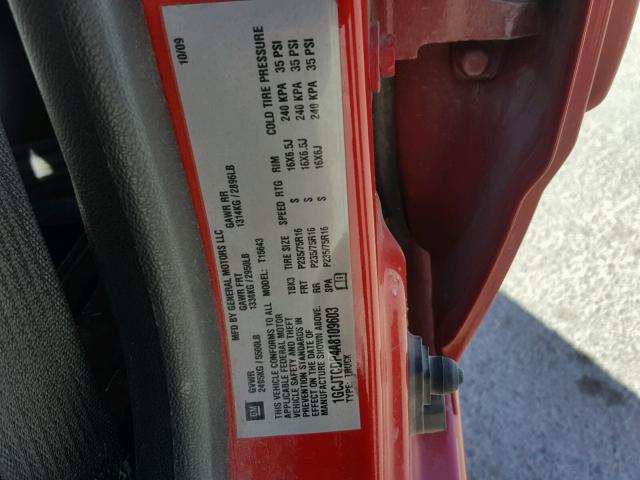 GM
MFD BY GENERAL MOTORS LLC
10/09
GVWR GAWR FRT GAWR RR
2495KG / 5500LB 1338KG / 2950LB 1314KG / 2896LB
THIS VEHICLE CONFORMS TO ALL
APPLICABLE FEDERAL MOTOR
VEHICLE SAFETY AND THEFT
PREVENTION STANDARDS IN
EFFECT ON THE DATE OF
MANUFACTURE SHOWN ABOVE.
1GCJTCDP4A8109603
TYPE: TRUCK
MODEL: T15643
TBK3 TIRE SIZE SPEED RTG RIM COLD TIRE PRESSURE
FRT P235/75R16 S 16X6.5J 240 KPA 35 PSI
RR P235/75R16 S 16X6.5J 240 KPA 35 PSI
SPA P235/75R16 S 16X6J 240 KPA 35 PSI